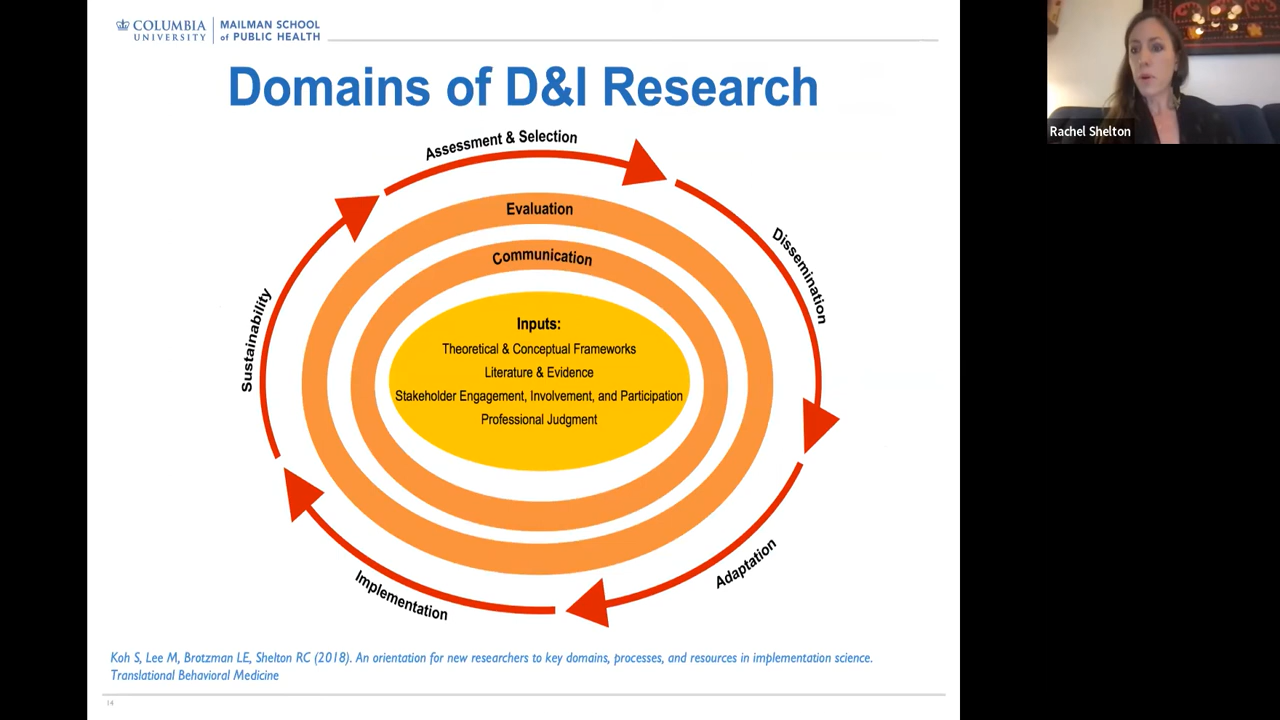 COLUMBIA
UNIVERSITY
MAILMAN SCHOOL
of PUBLIC HEALTH
Domains of D&I Research
Assessment & Selection
Dissemination
Adaptation
Implementation
Sustainability
Evaluation
Communication
Inputs:
Theoretical & Conceptual Frameworks
Literature & Evidence
Stakeholder Engagement, Involvement, and Participation
Professional Judgment
Koh S, Lee M, Brotzman LE, Shelton RC (2018). An orientation for new researchers to key domains, processes, and resources in implementation science.
Translational Behavioral Medicine
14
Rachel Shelton